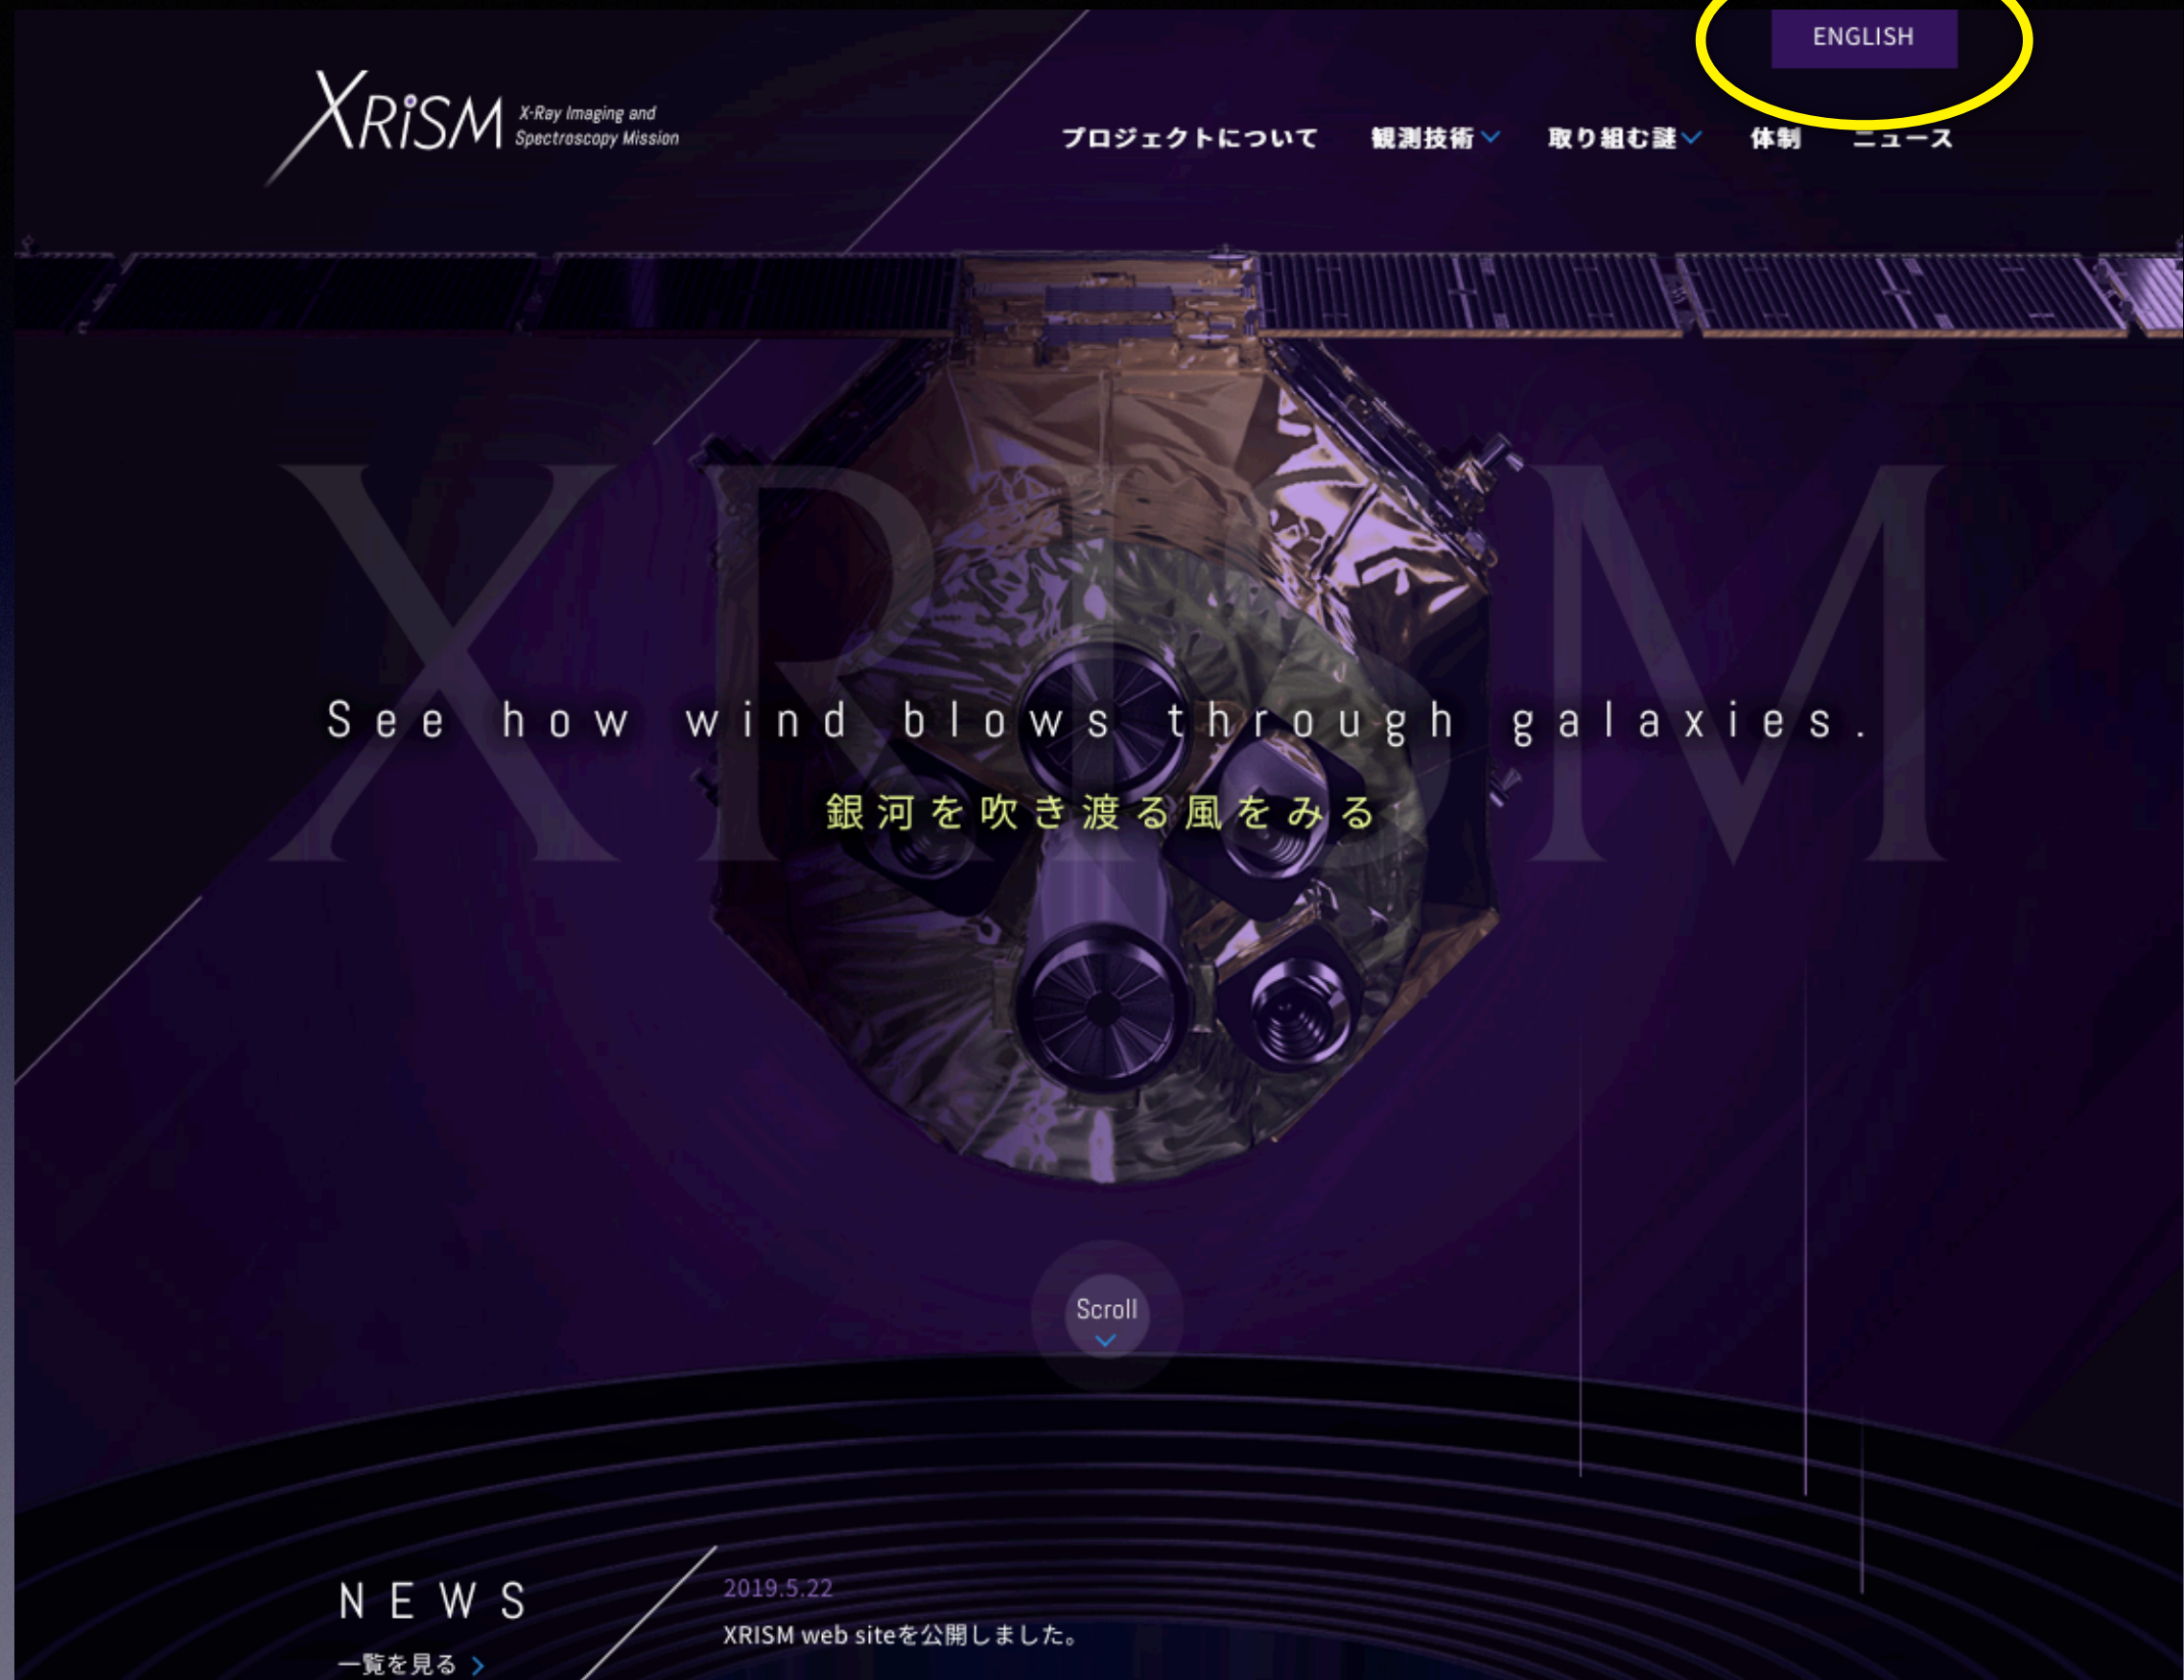 ENGLISH
XRiSM
X-Ray Imaging and
Spectroscopy Mission
プロジェクトについて 観測技術 取り組む謎 体制 ニュース
XRISM
See how wind blows through galaxies.
銀河を吹き渡る風をみる
Scroll
NEWS
一覧を見る
2019.5.22
XRISM web siteを公開しました。